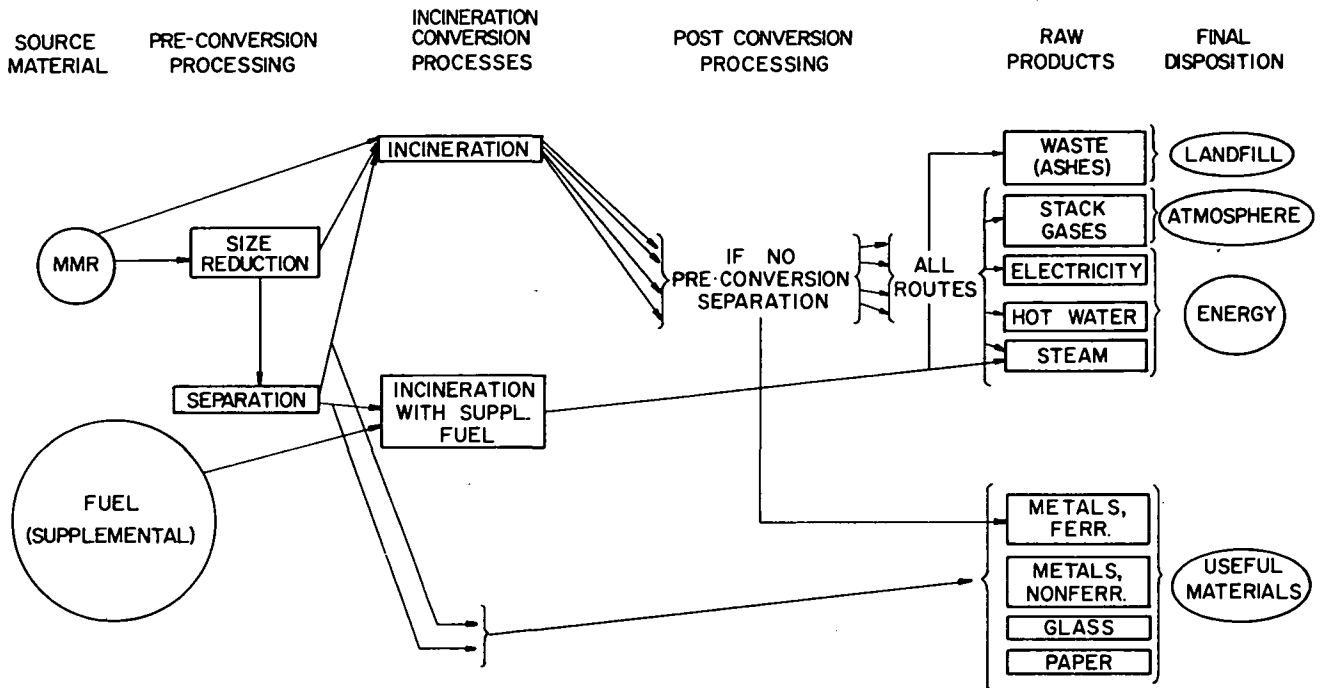 SOURCE
MATERIAL
PRE-CONVERSION
PROCESSING
INCINERATION
CONVERSION
PROCESSES
POST CONVERSION
PROCESSING
RAW
PRODUCTS
FINAL
DISPOSITION
MMR
SIZE
REDUCTION
SEPARATION
FUEL
(SUPPLEMENTAL)
INCINERATION
INCINERATION
WITH SUPPL.
FUEL
IF NO
PRE-CONVERSION
SEPARATION
ALL
ROUTES
WASTE
(ASHES)
STACK
GASES
ELECTRICITY
HOT WATER
STEAM
METALS,
FERR.
METALS,
NONFERR.
GLASS
PAPER
LANDFILL
ATMOSPHERE
ENERGY
USEFUL
MATERIALS